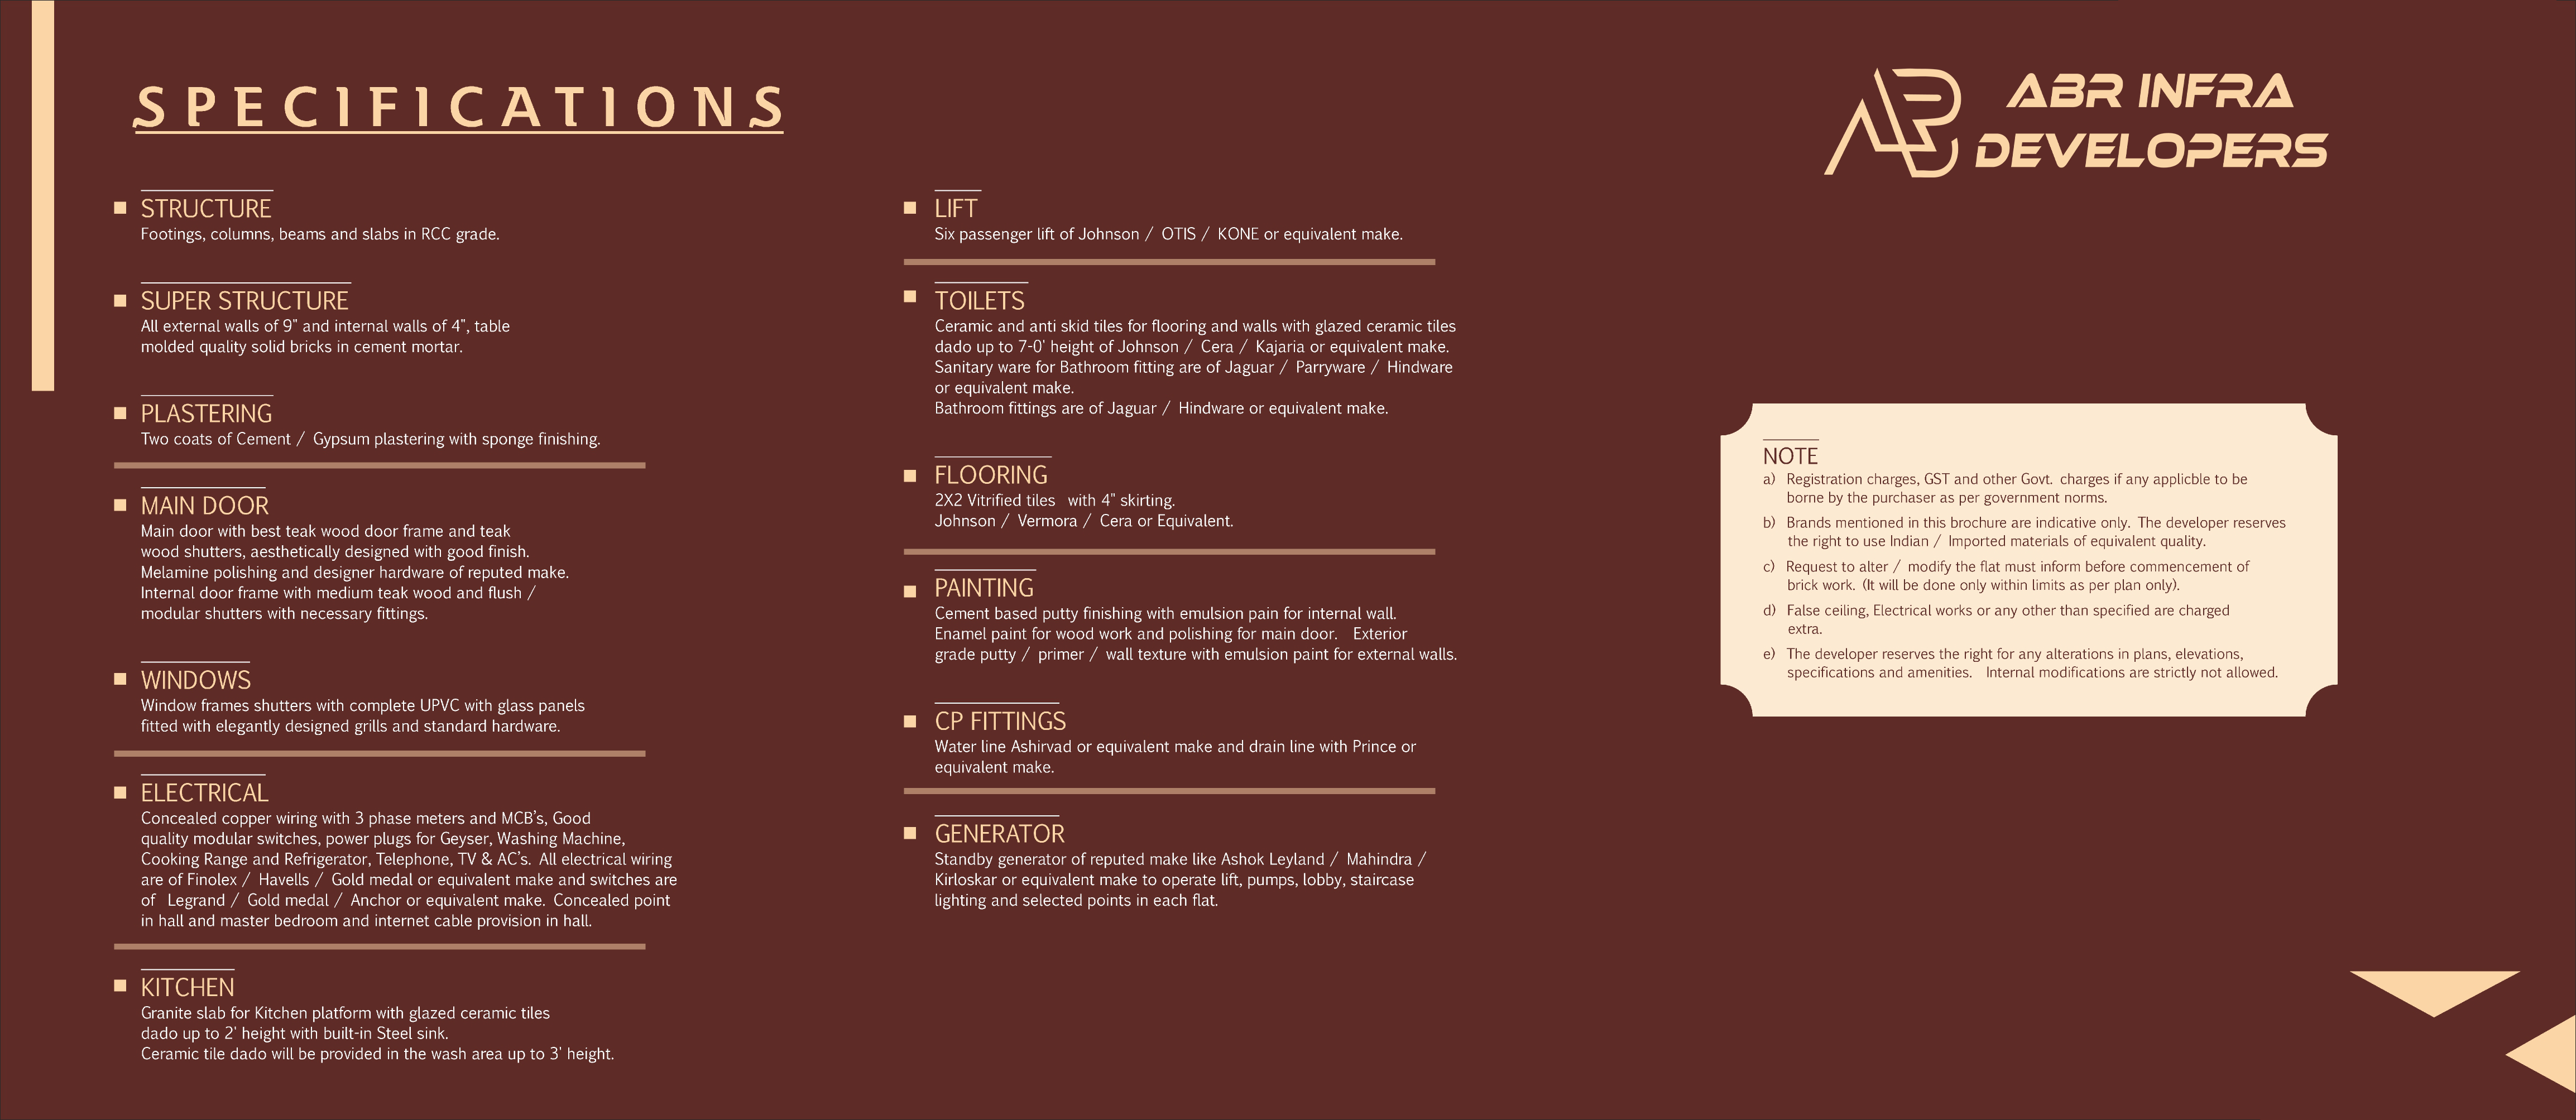 SPECIFICATIONS
STRUCTURE
Footings, columns, beams and slabs in RCC grade.
SUPER STRUCTURE
All external walls of 9" and internal walls of 4", table
molded quality solid bricks in cement mortar.
PLASTERING
Two coats of Cement / Gypsum plastering with sponge finishing.
MAIN DOOR
Main door with best teak wood door frame and teak
wood shutters, aesthetically designed with good finish.
Melamine polishing and designer hardware of reputed make.
Internal door frame with medium teak wood and flush /
modular shutters with necessary fittings.
WINDOWS
Window frames shutters with complete UPVC with glass panels
fitted with elegantly designed grills and standard hardware.
ELECTRICAL
Concealed copper wiring with 3 phase meters and MCB's, Good
quality modular switches, power plugs for Geyser, Washing Machine,
Cooking Range and Refrigerator, Telephone, TV & AC's. All electrical wiring
are of Finolex / Havells / Gold medal or equivalent make and switches are
of Legrand / Gold medal / Anchor or equivalent make. Concealed point
in hall and master bedroom and internet cable provision in hall.
KITCHEN
Granite slab for Kitchen platform with glazed ceramic tiles
dado up to 2' height with built-in Steel sink.
Ceramic tile dado will be provided in the wash area up to 3' height.
LIFT
Six passenger lift of Johnson / OTIS / KONE or equivalent make.
TOILETS
Ceramic and anti skid tiles for flooring and walls with glazed ceramic tiles
dado up to 7-0' height of Johnson / Cera / Kajaria or equivalent make.
Sanitary ware for Bathroom fitting are of Jaguar / Parryware / Hindware
or equivalent make.
Bathroom fittings are of Jaguar / Hindware or equivalent make.
FLOORING
2X2 Vitrified tiles with 4" skirting.
Johnson / Vermora / Cera or Equivalent.
PAINTING
Cement based putty finishing with emulsion pain for internal wall.
Enamel paint for wood work and polishing for main door. Exterior
grade putty / primer / wall texture with emulsion paint for external walls.
CP FITTINGS
Water line Ashirvad or equivalent make and drain line with Prince or
equivalent make.
GENERATOR
Standby generator of reputed make like Ashok Leyland / Mahindra /
Kirloskar or equivalent make to operate lift, pumps, lobby, staircase
lighting and selected points in each flat.
ABR INFRA
DEVELOPERS
NOTE
a) Registration charges, GST and other Govt. charges if any applicble to be
borne by the purchaser as per government norms.
b) Brands mentioned in this brochure are indicative only. The developer reserves
the right to use Indian / Imported materials of equivalent quality.
c) Request to alter / modify the flat must inform before commencement of
brick work. (It will be done only within limits as per plan only).
d) False ceiling, Electrical works or any other than specified are charged
extra.
e) The developer reserves the right for any alterations in plans, elevations,
specifications and amenities. Internal modifications are strictly not allowed.